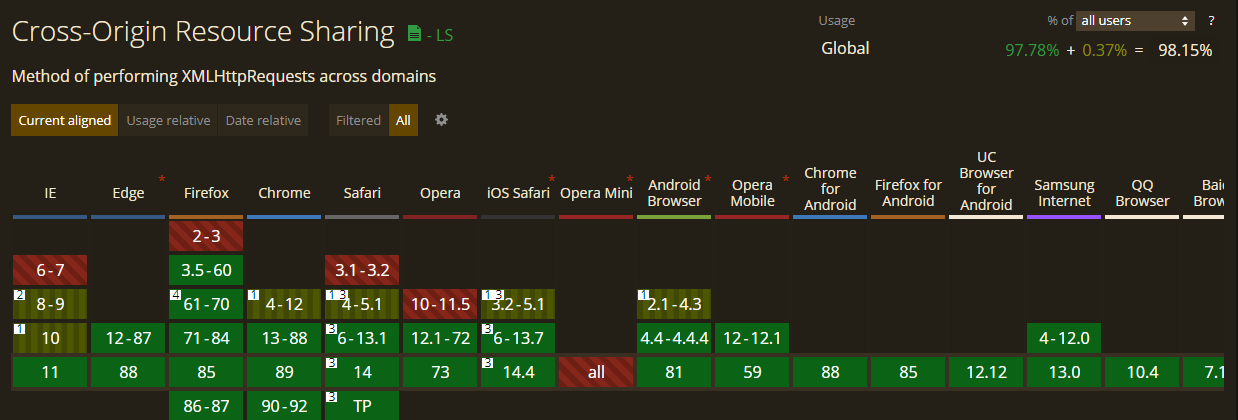 Cross-Origin Resource Sharing - LS
Usage % of all users ?
Global 97.78% + 0.37% = 98.15%
Method of performing XMLHttpRequests across domains
Current aligned Usage relative Date relative Filtered All
IE Edge * Firefox Chrome Safari Opera iOS Safari * Opera Mini * Android Browser * Opera Mobile * Chrome for Android Firefox for Android UC Browser for Android Samsung Internet QQ Browser Bai Brow
2-3
6-7 3.5-60 3.1-3.2
2 8-9 4 61-70 1 4-12 1 3 4-5.1 10-11.5 1 3 3.2-5.1 1 2.1-4.3
1 10 12-87 71-84 13-88 3 6-13.1 12.1-72 3 6-13.7 4.4-4.4.4 12-12.1 4-12.0
11 88 85 89 3 14 73 3 14.4 all 81 59 88 85 12.12 13.0 10.4 7.1
86-87 90-92 3 TP